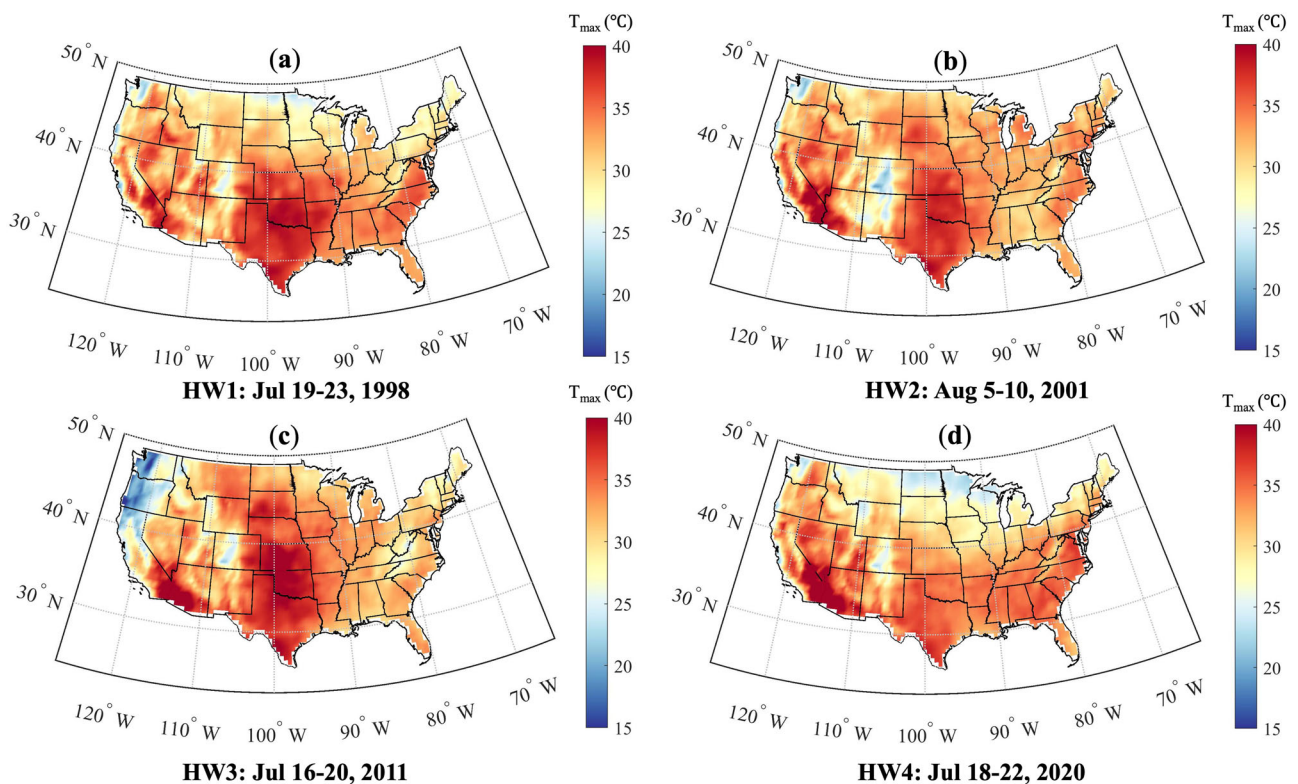 T_max (°C)
(a)
50° N
40° N
30° N
120° W
110° W
100° W
90° W
80° W
70° W
40
35
30
25
20
15
HW1: Jul 19-23, 1998
T_max (°C)
(b)
50° N
40° N
30° N
120° W
110° W
100° W
90° W
80° W
70° W
40
35
30
25
20
15
HW2: Aug 5-10, 2001
T_max (°C)
(c)
50° N
40° N
30° N
120° W
110° W
100° W
90° W
80° W
70° W
40
35
30
25
20
15
HW3: Jul 16-20, 2011
T_max (°C)
(d)
50° N
40° N
30° N
120° W
110° W
100° W
90° W
80° W
70° W
40
35
30
25
20
15
HW4: Jul 18-22, 2020